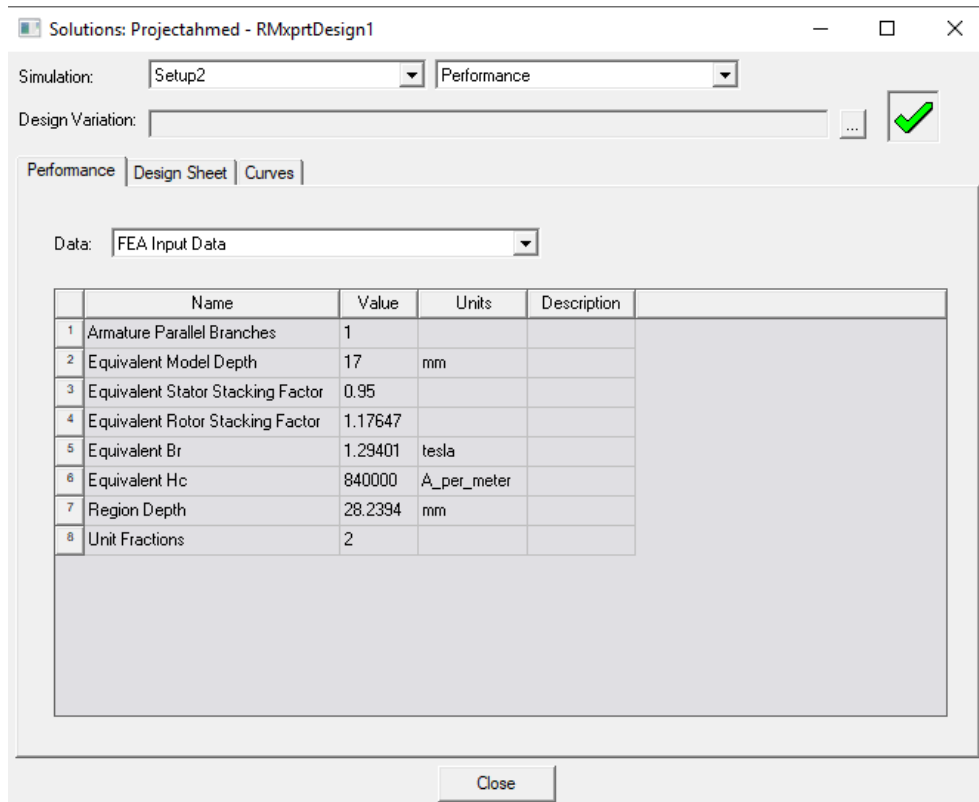 Solutions: Projectahmed - RMxprtDesign1
Simulation: Setup2 Performance
Design Variation: ...
Performance Design Sheet Curves
Data: FEA Input Data
Name Value Units Description
1 Armature Parallel Branches 1
2 Equivalent Model Depth 17 mm
3 Equivalent Stator Stacking Factor 0.95
4 Equivalent Rotor Stacking Factor 1.17647
5 Equivalent Br 1.29401 tesla
6 Equivalent Hc 840000 A_per_meter
7 Region Depth 28.2394 mm
8 Unit Fractions 2
Close